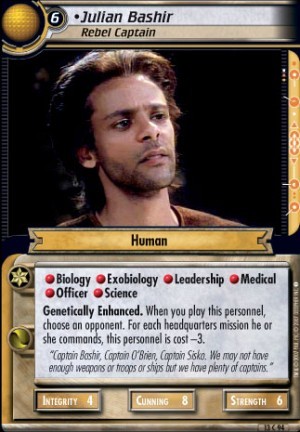 6 •Julian Bashir
Rebel Captain
Human
Biology Exobiology Leadership Medical
Officer Science
Genetically Enhanced. When you play this personnel,
choose an opponent. For each headquarters mission he or
she commands, this personnel is cost –3.
"Captain Bashir, Captain O'Brien, Captain Sisko. We may not have
enough weapons or troops or ships but we have plenty of captains."
INTEGRITY 4 CUNNING 8 STRENGTH 6